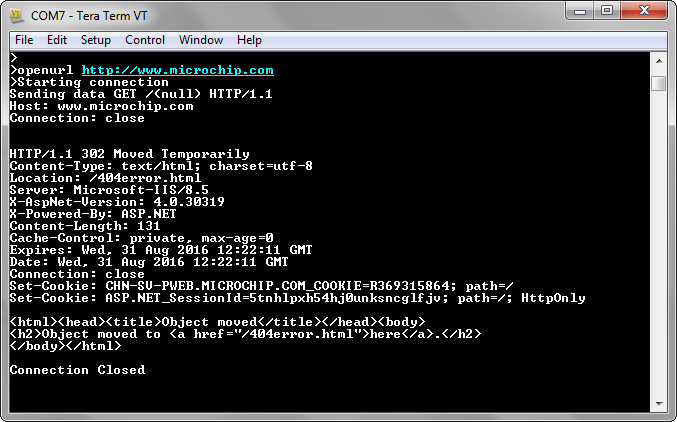 COM7 - Tera Term VT
File Edit Setup Control Window Help
>
>openurl http://www.microchip.com
>Starting connection
Sending data GET /(null) HTTP/1.1
Host: www.microchip.com
Connection: close
HTTP/1.1 302 Moved Temporarily
Content-Type: text/html; charset=utf-8
Location: /404error.html
Server: Microsoft-IIS/8.5
X-AspNet-Version: 4.0.30319
X-Powered-By: ASP.NET
Content-Length: 131
Cache-Control: private, max-age=0
Expires: Wed, 31 Aug 2016 12:22:11 GMT
Date: Wed, 31 Aug 2016 12:22:11 GMT
Connection: close
Set-Cookie: CHN-SV-PWEB.MICROCHIP.COM_COOKIE=R369315864; path=/
Set-Cookie: ASP.NET_SessionId=5tnhlpxh54hj0unksncglfjv; path=/; HttpOnly
<html><head><title>Object moved</title></head><body>
<h2>Object moved to <a href="/404error.html">here</a>.</h2>
</body></html>
Connection Closed